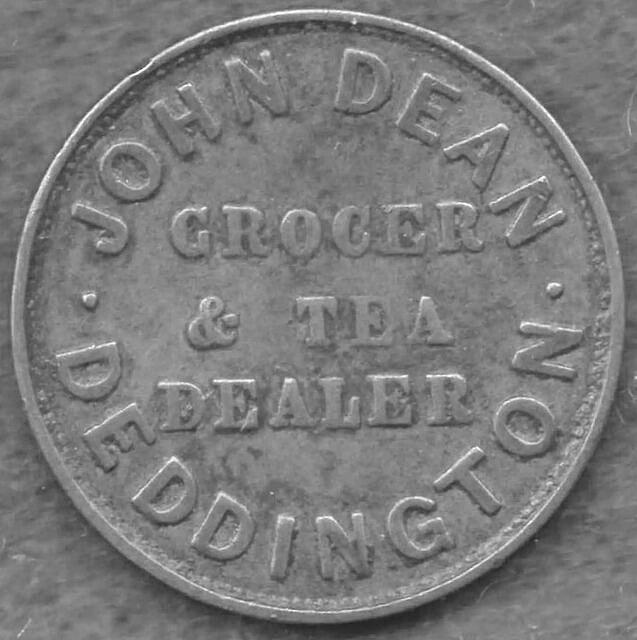 JOHN DEAN
GROCER
& TEA
DEALER
DEDDINGTON